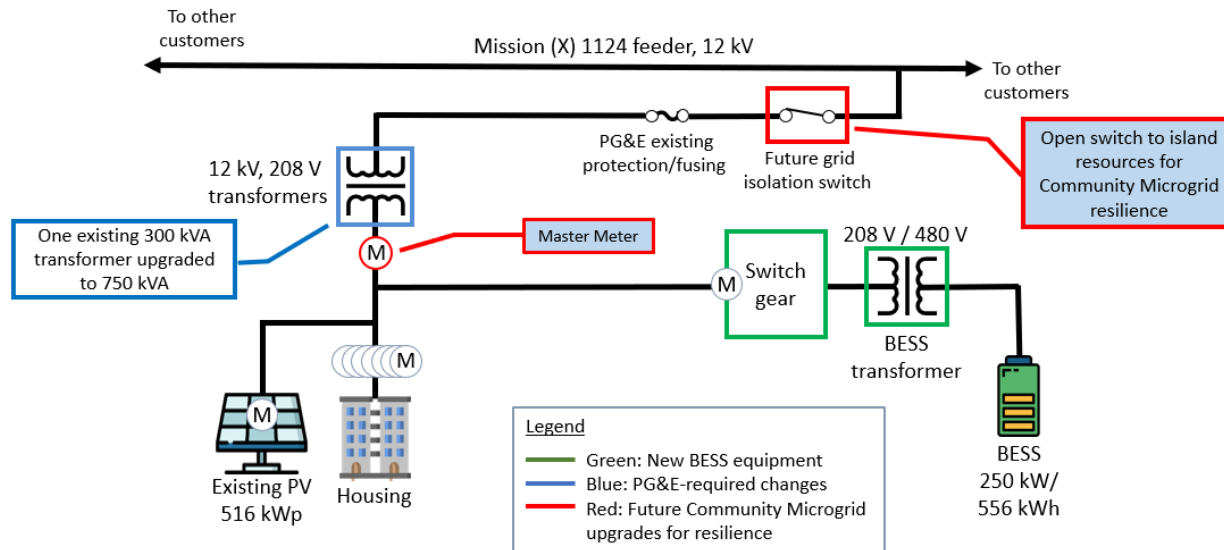 To other
customers
Mission (X) 1124 feeder, 12 kV
To other
customers
PG&E existing
protection/fusing
Future grid
isolation switch
Open switch to island
resources for
Community Microgrid
resilience
12 kV, 208 V
transformers
One existing 300 kVA
transformer upgraded
to 750 kVA
M
Master Meter
M
Switch
gear
208 V / 480 V
BESS
transformer
M
M
Existing PV
516 kWp
Housing
BESS
250 kW/
556 kWh
Legend
Green: New BESS equipment
Blue: PG&E-required changes
Red: Future Community Microgrid
upgrades for resilience